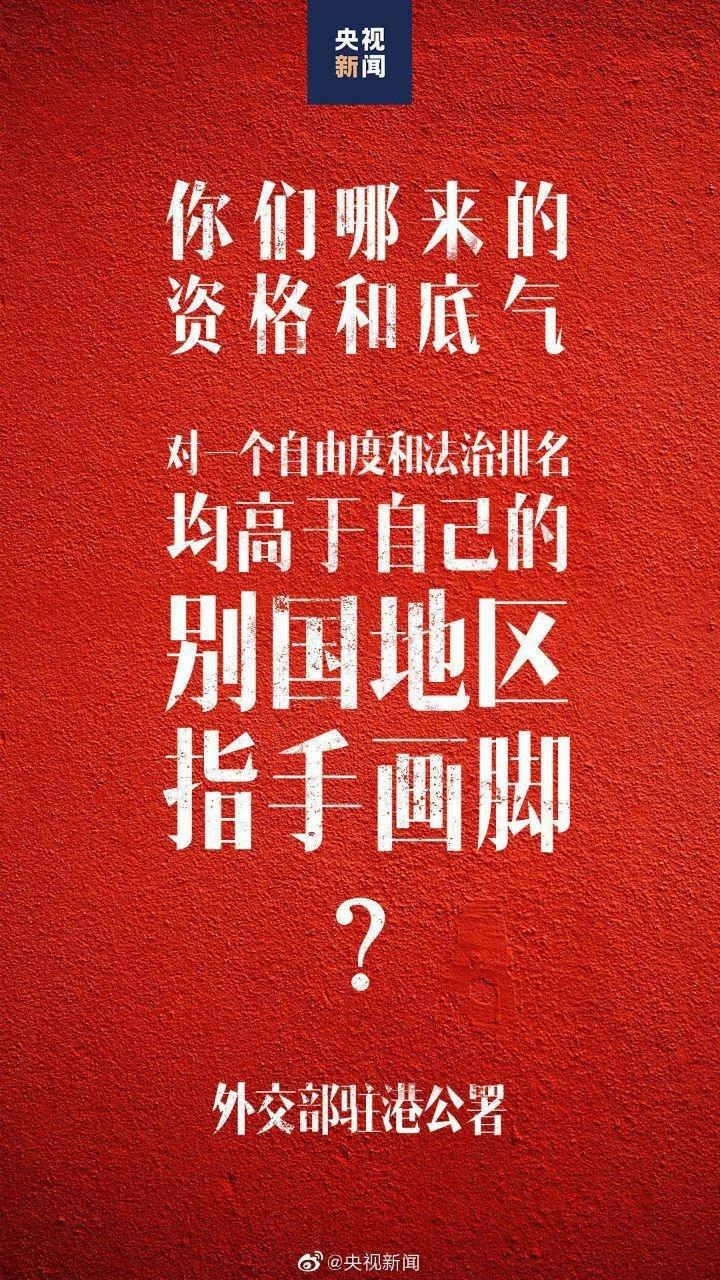 央视
新闻
你们哪来的
资格和底气
对一个自由度和法治排名
均高于自己的
别国地区
指手画脚
?
外交部驻港公署
@央视新闻